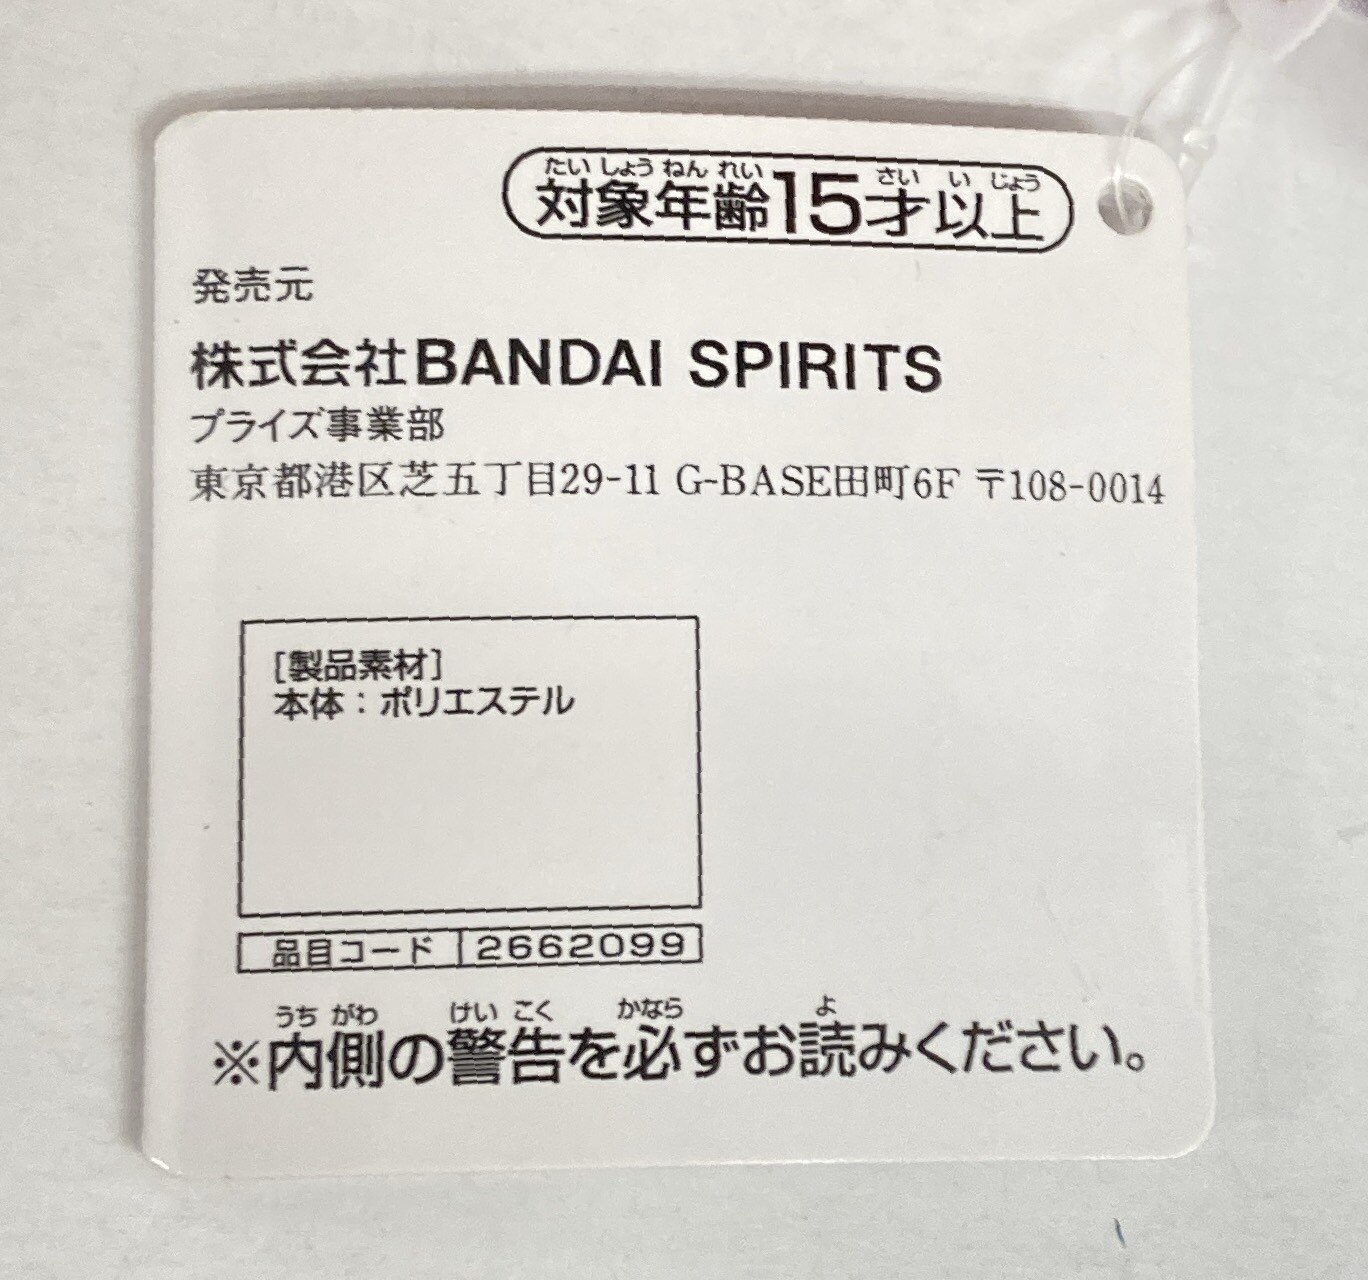 たいしょうねんれい さい い じょう
対象年齢15才以上
発売元
株式会社BANDAI SPIRITS
プライズ事業部
東京都港区芝五丁目29-11 G-BASE田町6F 〒108-0014
[製品素材]
本体：ポリエステル
品目コード 2662099
うち がわ けい こく かなら よ
※内側の警告を必ずお読みください。